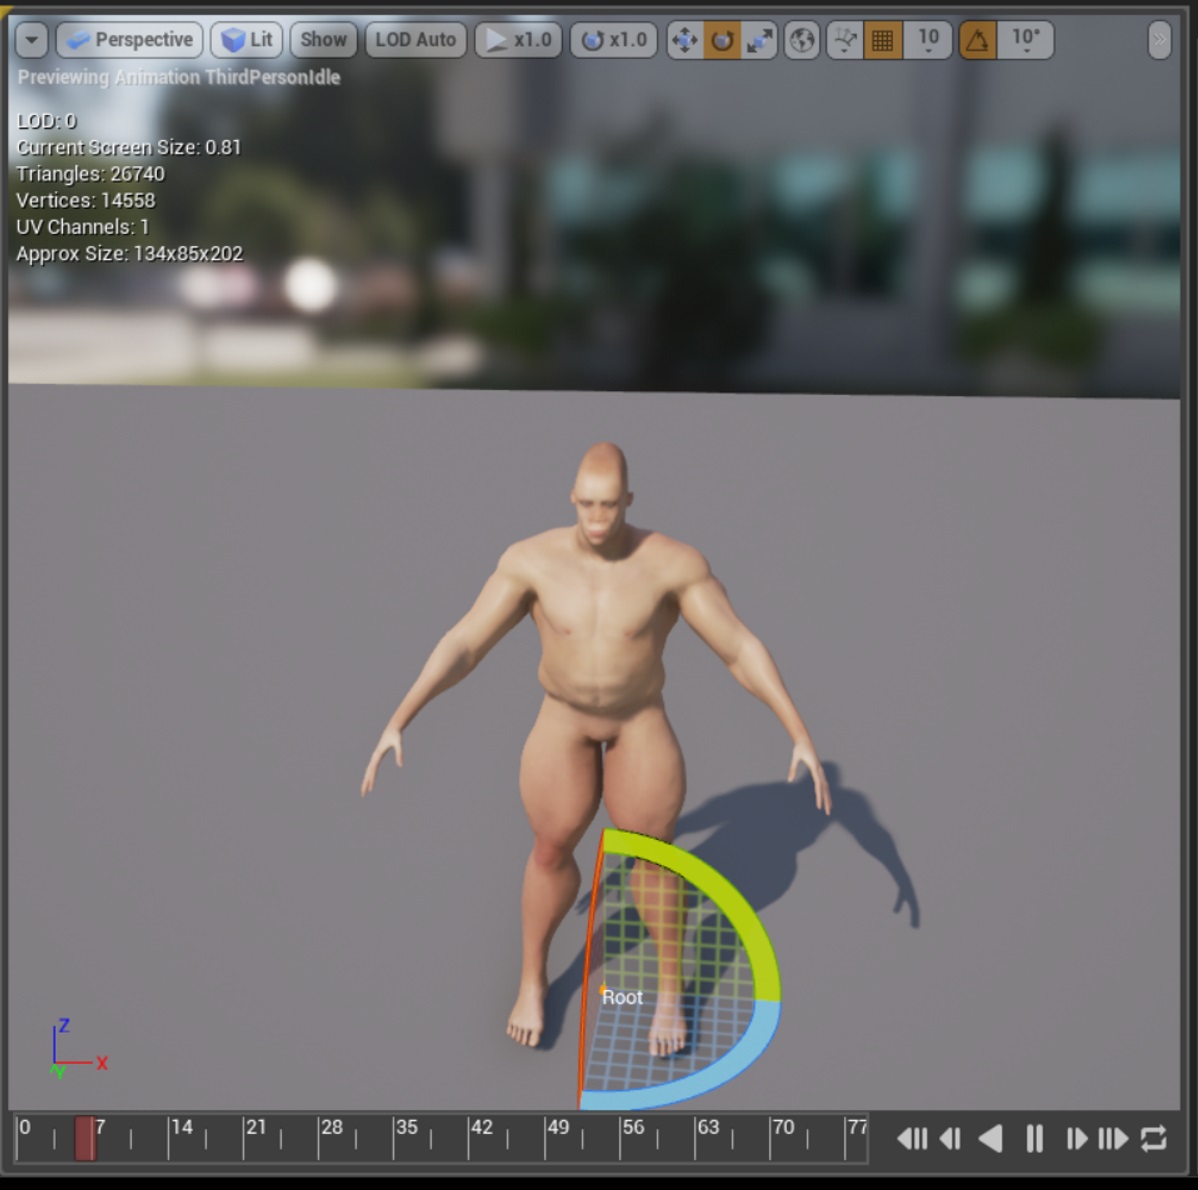 Perspective Lit Show LOD Auto x1.0 x1.0 10 10°
Previewing Animation ThirdPersonIdle
LOD: 0
Current Screen Size: 0.81
Triangles: 26740
Vertices: 14558
UV Channels: 1
Approx Size: 134x85x202
Root
Z
X
Y
0 7 14 21 28 35 42 49 56 63 70 77